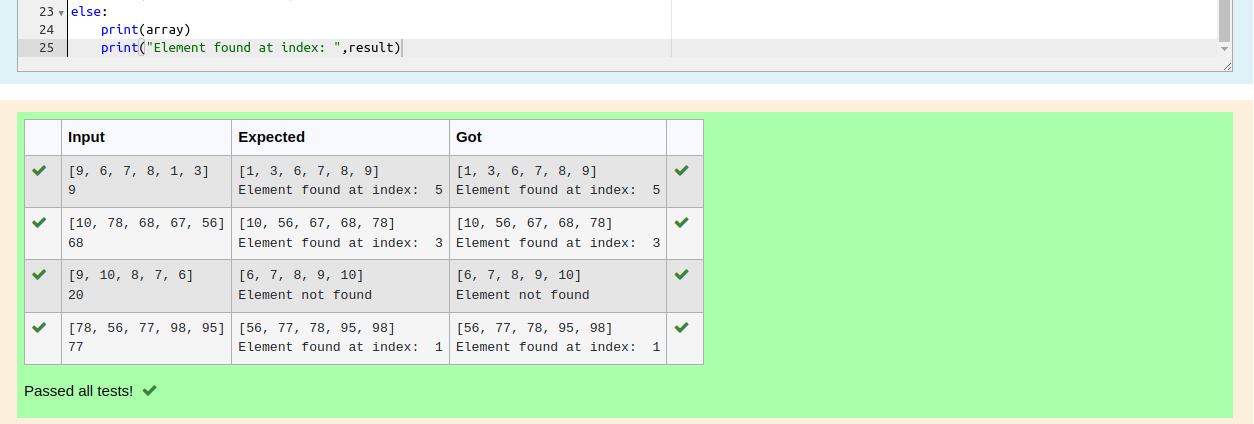 23 else:
24 print(array)
25 print("Element found at index: ",result)
Input Expected Got
[9, 6, 7, 8, 1, 3] [1, 3, 6, 7, 8, 9] [1, 3, 6, 7, 8, 9]
9 Element found at index:  5 Element found at index:  5
[10, 78, 68, 67, 56] [10, 56, 67, 68, 78] [10, 56, 67, 68, 78]
68 Element found at index:  3 Element found at index:  3
[9, 10, 8, 7, 6] [6, 7, 8, 9, 10] [6, 7, 8, 9, 10]
20 Element not found Element not found
[78, 56, 77, 98, 95] [56, 77, 78, 95, 98] [56, 77, 78, 95, 98]
77 Element found at index:  1 Element found at index:  1
Passed all tests!